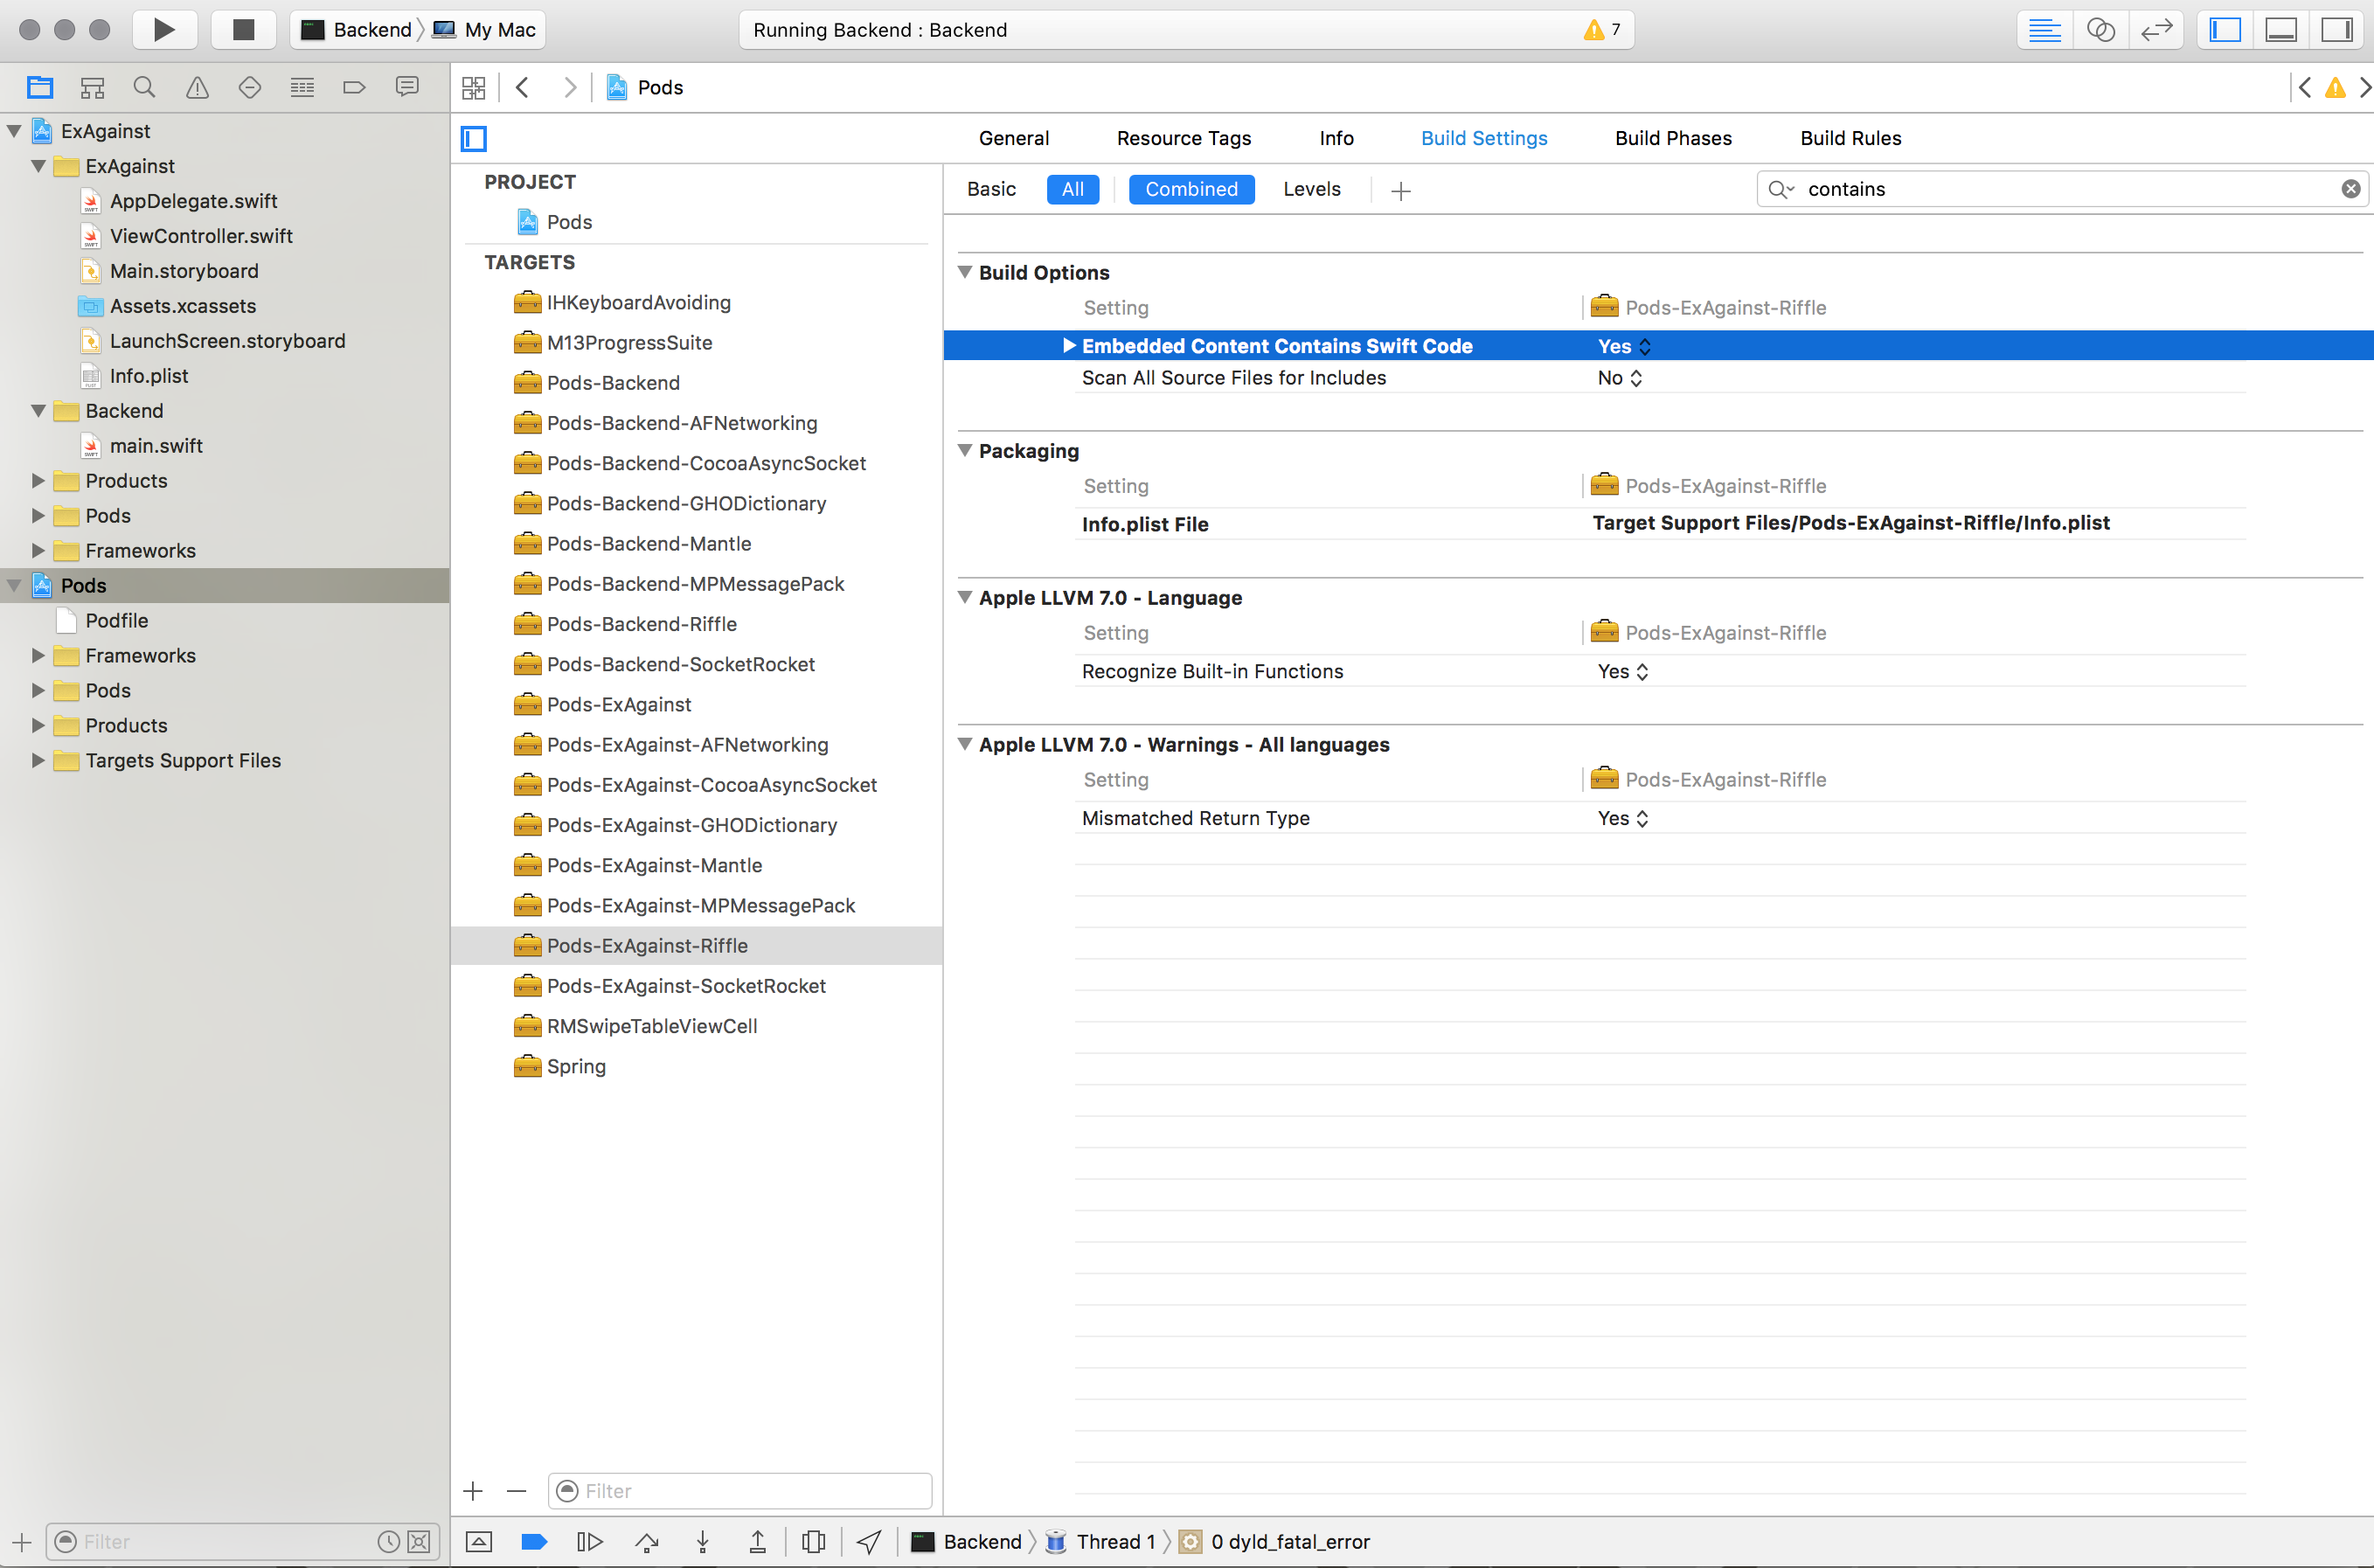 Backend My Mac
Running Backend : Backend
7
Pods
ExAgainst
ExAgainst
AppDelegate.swift
ViewController.swift
Main.storyboard
Assets.xcassets
LaunchScreen.storyboard
Info.plist
Backend
main.swift
Products
Pods
Frameworks
Pods
Podfile
Frameworks
Pods
Products
Targets Support Files
Filter
General Resource Tags Info Build Settings Build Phases Build Rules
PROJECT
Pods
TARGETS
IHKeyboardAvoiding
M13ProgressSuite
Pods-Backend
Pods-Backend-AFNetworking
Pods-Backend-CocoaAsyncSocket
Pods-Backend-GHODictionary
Pods-Backend-Mantle
Pods-Backend-MPMessagePack
Pods-Backend-Riffle
Pods-Backend-SocketRocket
Pods-ExAgainst
Pods-ExAgainst-AFNetworking
Pods-ExAgainst-CocoaAsyncSocket
Pods-ExAgainst-GHODictionary
Pods-ExAgainst-Mantle
Pods-ExAgainst-MPMessagePack
Pods-ExAgainst-Riffle
Pods-ExAgainst-SocketRocket
RMSwipeTableViewCell
Spring
Filter
Basic All Combined Levels contains
Build Options
Setting Pods-ExAgainst-Riffle
Embedded Content Contains Swift Code Yes
Scan All Source Files for Includes No
Packaging
Setting Pods-ExAgainst-Riffle
Info.plist File Target Support Files/Pods-ExAgainst-Riffle/Info.plist
Apple LLVM 7.0 - Language
Setting Pods-ExAgainst-Riffle
Recognize Built-in Functions Yes
Apple LLVM 7.0 - Warnings - All languages
Setting Pods-ExAgainst-Riffle
Mismatched Return Type Yes
Backend Thread 1 0 dyld_fatal_error